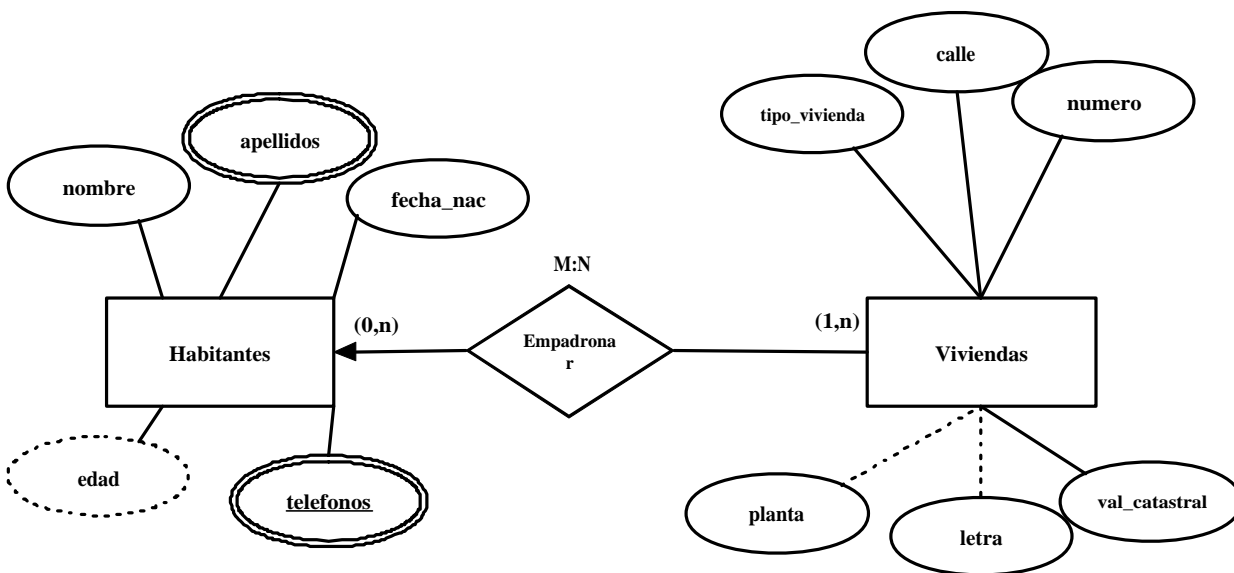 calle
tipo_vivienda
numero
apellidos
nombre
fecha_nac
M:N
(0,n)
(1,n)
Habitantes
Empadrona
r
Viviendas
edad
telefonos
planta
letra
val_catastral